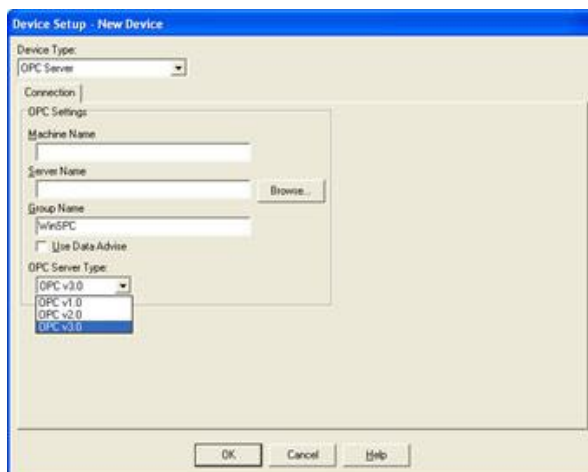 Device Setup - New Device
Device Type:
OPC Server
Connection
OPC Settings
Machine Name
Server Name
Browse...
Group Name
WinSPC
Use Data Advise
OPC Server Type:
OPC v3.0
OPC v1.0
OPC v2.0
OPC v3.0
OK
Cancel
Help